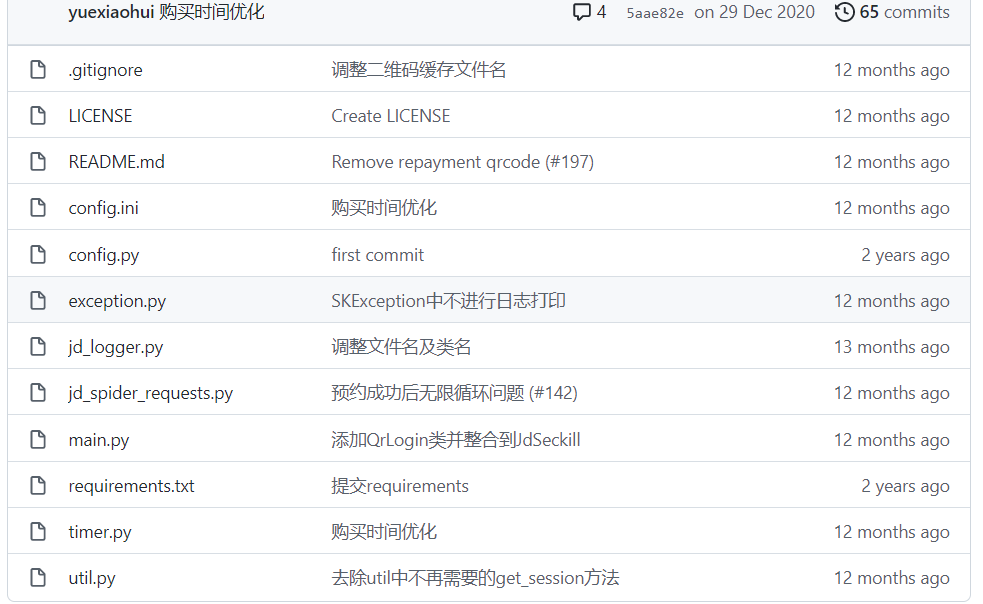 yuexiaohui 购买时间优化 4 5aae82e on 29 Dec 2020 65 commits
.gitignore 调整二维码缓存文件名 12 months ago
LICENSE Create LICENSE 12 months ago
README.md Remove repayment qrcode (#197) 12 months ago
config.ini 购买时间优化 12 months ago
config.py first commit 2 years ago
exception.py SKException中不进行日志打印 12 months ago
jd_logger.py 调整文件名及类名 13 months ago
jd_spider_requests.py 预约成功后无限循环问题 (#142) 12 months ago
main.py 添加QrLogin类并整合到JdSeckill 12 months ago
requirements.txt 提交requirements 2 years ago
timer.py 购买时间优化 12 months ago
util.py 去除util中不再需要的get_session方法 12 months ago